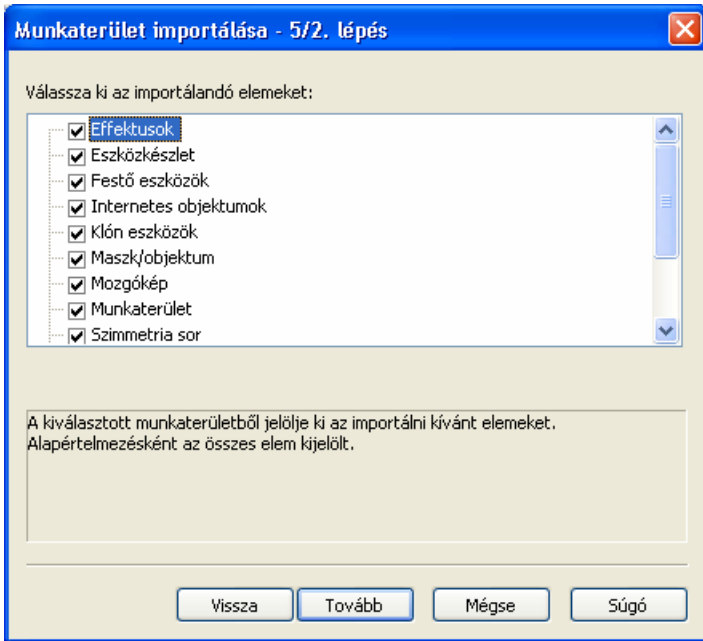 Munkaterület importálása - 5/2. lépés
Válassza ki az importálandó elemeket:
Effektusok
Eszközkészlet
Festő eszközök
Internetes objektumok
Klón eszközök
Maszk/objektum
Mozgókép
Munkaterület
Szimmetria sor
A kiválasztott munkaterületből jelölje ki az importálni kívánt elemeket.
Alapértelmezésként az összes elem kijelölt.
Vissza Tovább Mégse Súgó